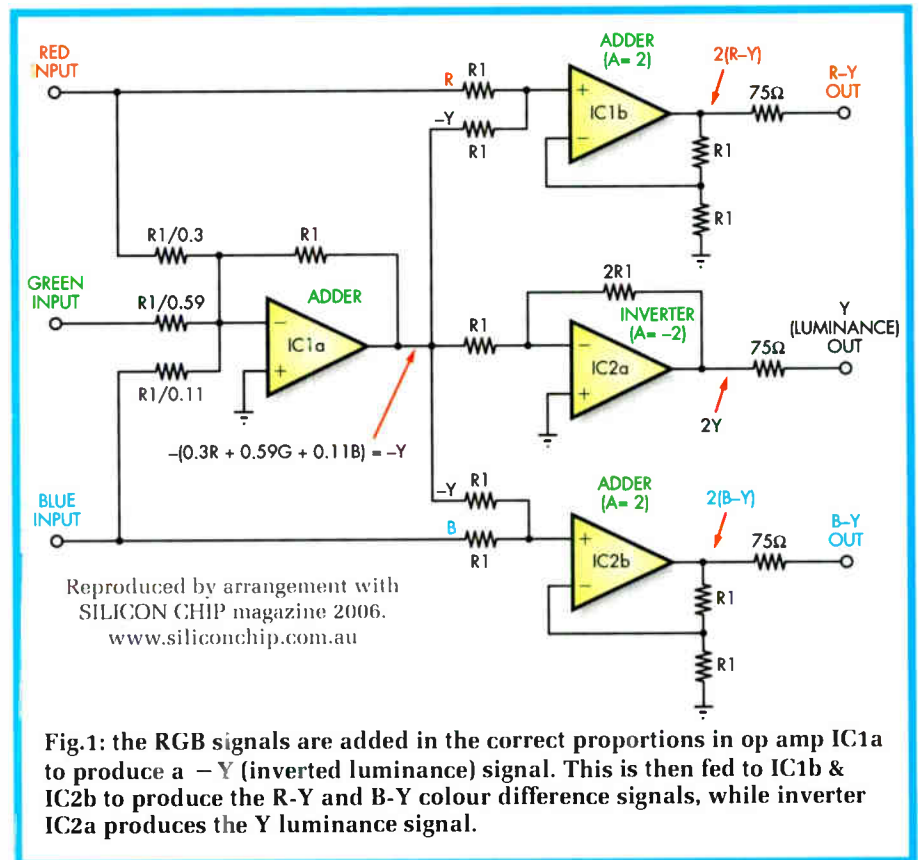 RED
INPUT
ADDER
(A= 2)
2(R–Y)
R–Y
OUT
R
R1
75Ω
IC1b
–Y
R1
R1
R1
R1/0.3
R1
GREEN
INPUT
R1/0.59
ADDER
IC1a
R1/0.11
–(0.3R + 0.59G + 0.11B) = –Y
2R1
R1
INVERTER
(A= –2)
IC2a
Y
(LUMINANCE)
OUT
75Ω
2Y
BLUE
INPUT
–Y
R1
B
R1
ADDER
(A= 2)
2(B–Y)
B–Y
OUT
75Ω
IC2b
R1
R1
Reproduced by arrangement with
SILICON CHIP magazine 2006.
www.siliconchip.com.au
Fig.1: the RGB signals are added in the correct proportions in op amp IC1a
to produce a – Y (inverted luminance) signal. This is then fed to IC1b &
IC2b to produce the R-Y and B-Y colour difference signals, while inverter
IC2a produces the Y luminance signal.